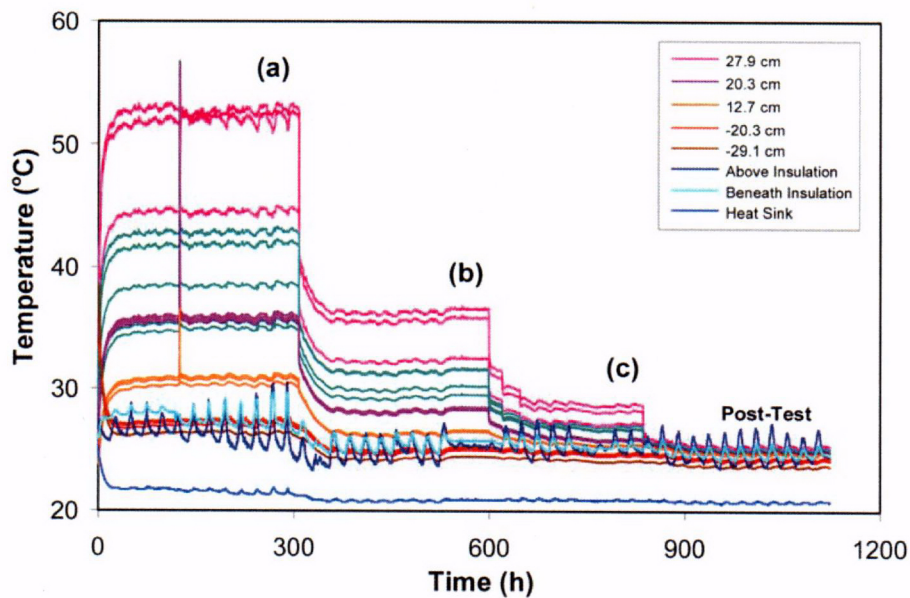 60
50
40
30
20
Temperature (°C)
(a)
(b)
(c)
Post-Test
27.9 cm
20.3 cm
12.7 cm
-20.3 cm
-29.1 cm
Above Insulation
Beneath Insulation
Heat Sink
0
300
600
900
1200
Time (h)